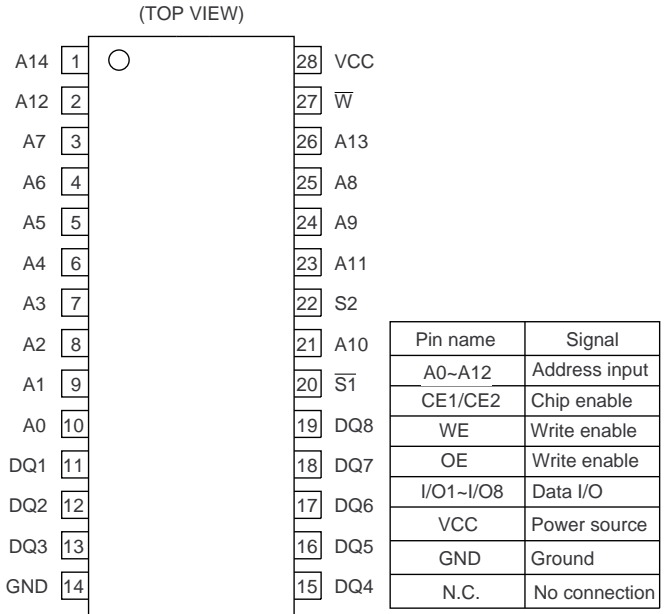 (TOP VIEW)
A14 1 28 VCC
A12 2 27 W̅
A7 3 26 A13
A6 4 25 A8
A5 5 24 A9
A4 6 23 A11
A3 7 22 S2
A2 8 21 A10
A1 9 20 S̅1̅
A0 10 19 DQ8
DQ1 11 18 DQ7
DQ2 12 17 DQ6
DQ3 13 16 DQ5
GND 14 15 DQ4
Pin name Signal
A0~A12 Address input
CE1/CE2 Chip enable
WE Write enable
OE Write enable
I/O1~I/O8 Data I/O
VCC Power source
GND Ground
N.C. No connection